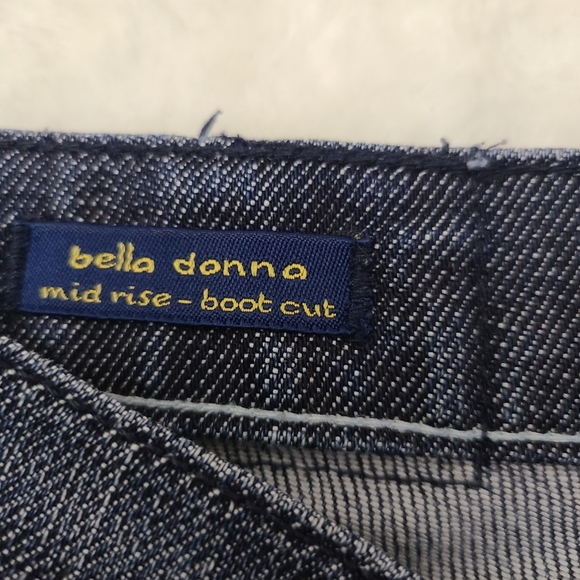 bella donna
mid rise - boot cut